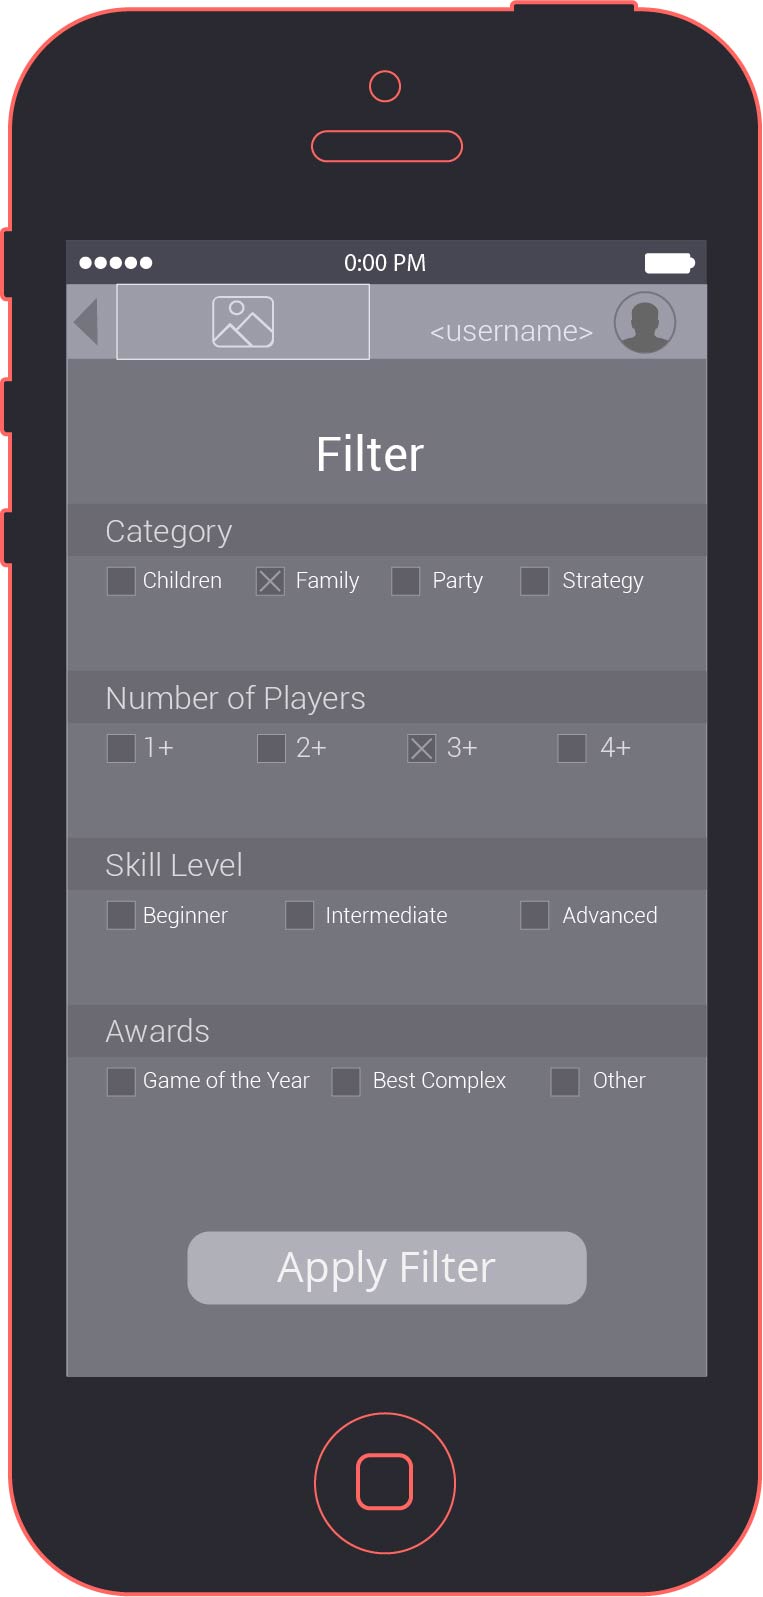 0:00 PM
<username>
Filter
Category
Children Family Party Strategy
Number of Players
1+ 2+ 3+ 4+
Skill Level
Beginner Intermediate Advanced
Awards
Game of the Year Best Complex Other
Apply Filter